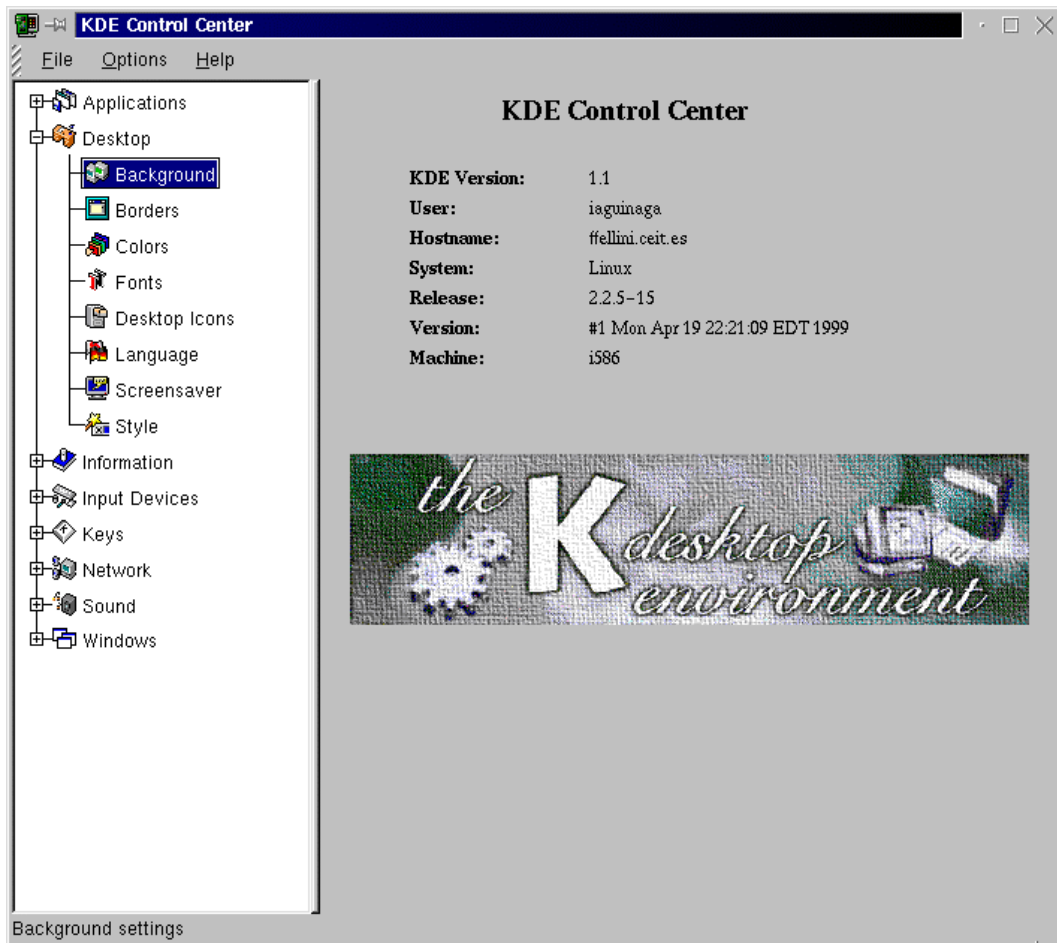 KDE Control Center
File Options Help
Applications
Desktop
Background
Borders
Colors
Fonts
Desktop Icons
Language
Screensaver
Style
Information
Input Devices
Keys
Network
Sound
Windows
KDE Control Center
KDE Version: 1.1
User: iaguinaga
Hostname: ffellini.ceit.es
System: Linux
Release: 2.2.5-15
Version: #1 Mon Apr 19 22:21:09 EDT 1999
Machine: i586
the K desktop
environment
Background settings